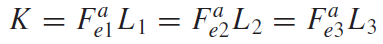 K = F^a_{e1} L_1 = F^a_{e2} L_2 = F^a_{e3} L_3